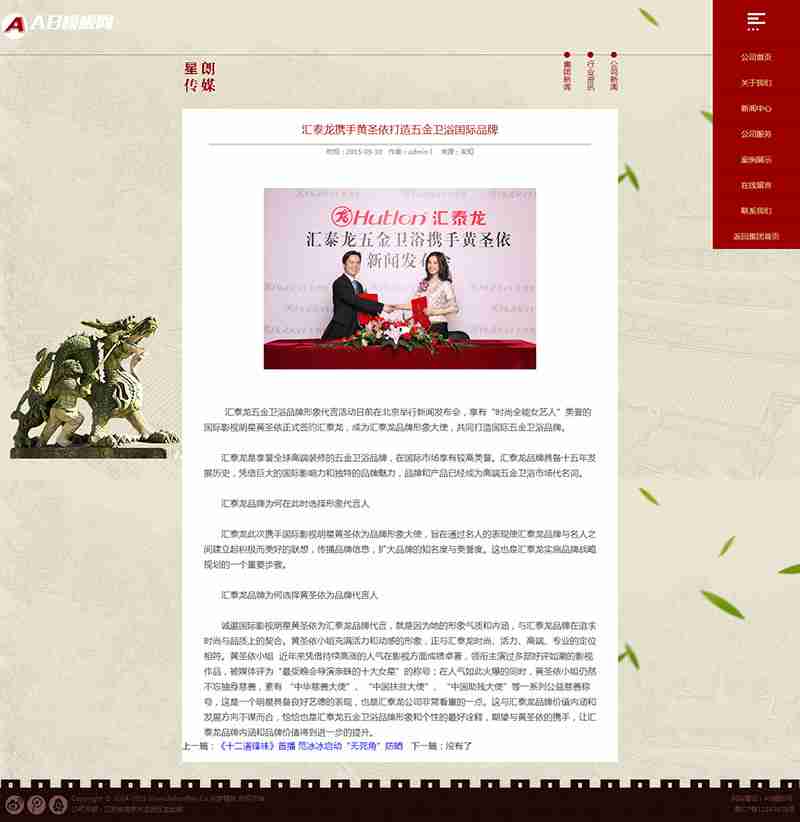 AB模板网
星朗
传媒
集团新闻
行业资讯
公司新闻
公司首页
关于我们
新闻中心
公司服务
案例展示
在线留言
联系我们
返回集团首页
汇泰龙携手黄圣依打造五金卫浴国际品牌
时间：2015-09-10 作者：admin1 来源：未知
Hutlon 汇泰龙
汇泰龙五金卫浴携手黄圣依
新闻发布会
汇泰龙五金卫浴品牌形象代言活动日前在北京举行新闻发布会，享有“时尚全能女艺人”美誉的
国际影视明星黄圣依正式签约汇泰龙，成为汇泰龙品牌形象大使，共同打造国际五金卫浴品牌。
汇泰龙是享誉全球高端装修的五金卫浴品牌，在国际市场享有较高美誉。汇泰龙品牌具备十五年发
展历史，凭借巨大的国际影响力和独特的品牌魅力，品牌和产品已经成为高端五金卫浴市场代名词。
汇泰龙品牌为何在此时选择形象代言人
汇泰龙此次携手国际影视明星黄圣依为品牌形象大使，旨在通过名人的表现使汇泰龙品牌与名人之
间建立起积极而美好的联想，传播品牌信息，扩大品牌的知名度与美誉度。这也是汇泰龙实施品牌战略
规划的一个重要步骤。
汇泰龙品牌为何选择黄圣依为品牌代言人
诚邀国际影视明星黄圣依为汇泰龙品牌代言，就是因为她的形象气质和内涵，与汇泰龙品牌在追求
时尚与品质上的契合。黄圣依小姐充满活力和动感的形象，正与汇泰龙时尚、活力、高端、专业的定位
相符。黄圣依小姐 近年来凭借持续高涨的人气在影视方面成绩卓著，领衔主演过多部好评如潮的影视
作品，被媒体评为“最受晚会导演亲睐的十大女星”的称号；在人气如此火爆的同时，黄圣依小姐仍然
不忘独身慈善，素有 “中华慈善大使”、 “中国扶贫大使”、 “中国助残大使”等一系列公益慈善称
号，这是一个明星具备良好艺德的表现，也是汇泰龙公司非常看重的一点。这与汇泰龙品牌价值内涵和
发展方向不谋而合，恰恰也是汇泰龙五金卫浴品牌形象和个性的最好诠释，期望与黄圣依的携手，让汇
泰龙品牌内涵和品牌价值得到进一步的提升。
上一篇：《十二道锋味》首播 范冰冰启动“无死角”防晒 下一篇：没有了